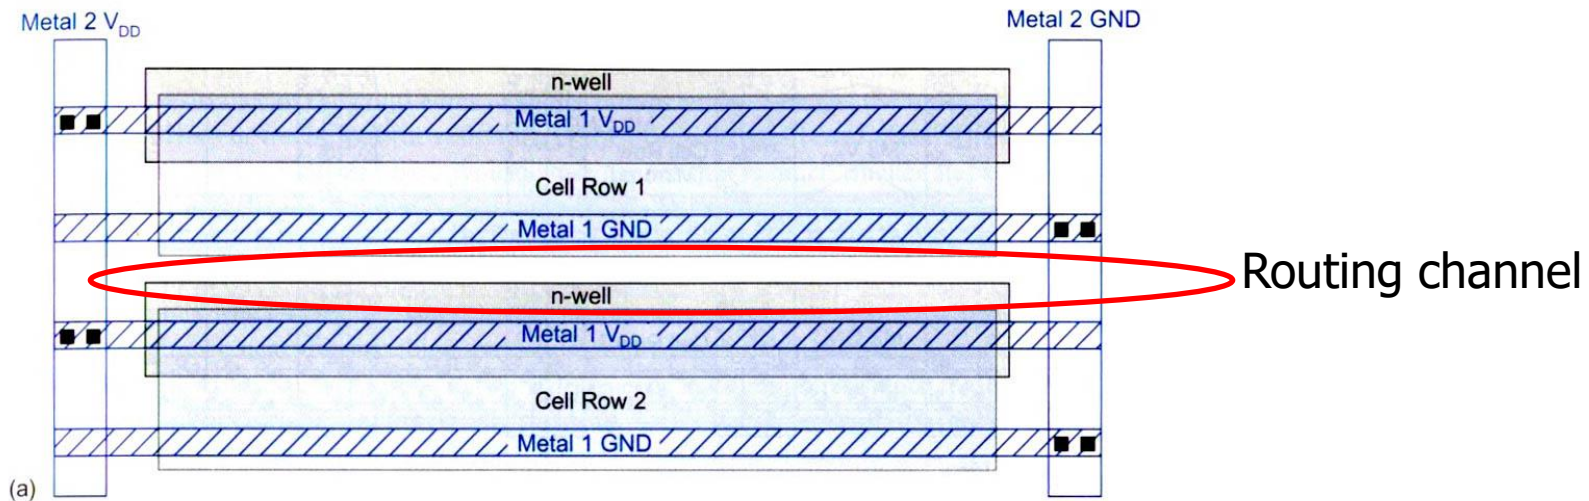 Metal 2 VDD
Metal 2 GND
n-well
Metal 1 VDD
Cell Row 1
Metal 1 GND
Routing channel
n-well
Metal 1 VDD
Cell Row 2
Metal 1 GND
(a)